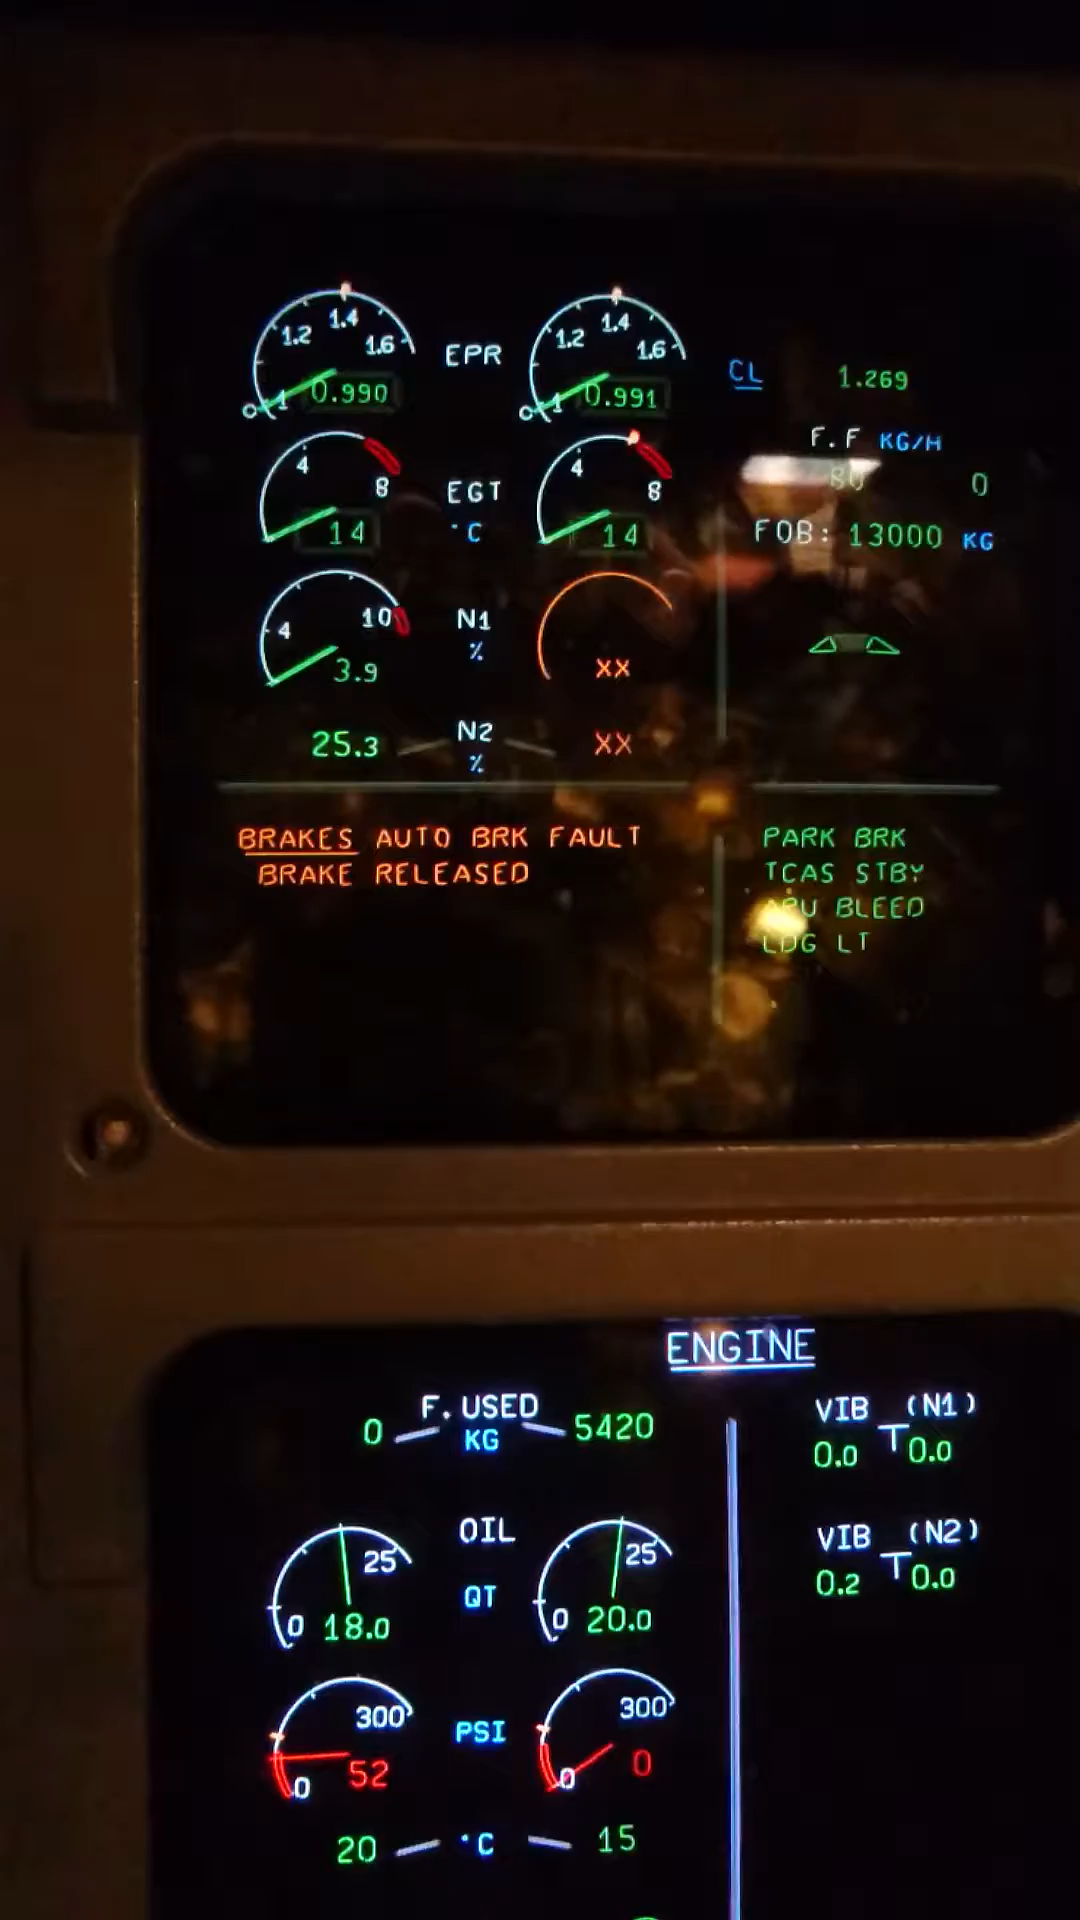 1.2 1.4 1.6 EPR 1.2 1.4 1.6
1 0.990 1 0.991 CL 1.269
F.F KG/H
80 0
4 8 EGT 4 8
14 °C 14 FOB: 13000 KG
4 10 N1
3.9 % XX
25.3 N2 XX
%
BRAKES AUTO BRK FAULT PARK BRK
BRAKE RELEASED TCAS STBY
APU BLEED
LDG LT
ENGINE
F. USED VIB (N1)
0 KG 5420 0.0 0.0
OIL VIB (N2)
25 QT 25 0.2 0.0
0 18.0 0 20.0
300 PSI 300
0 52 0 0
20 °C 15